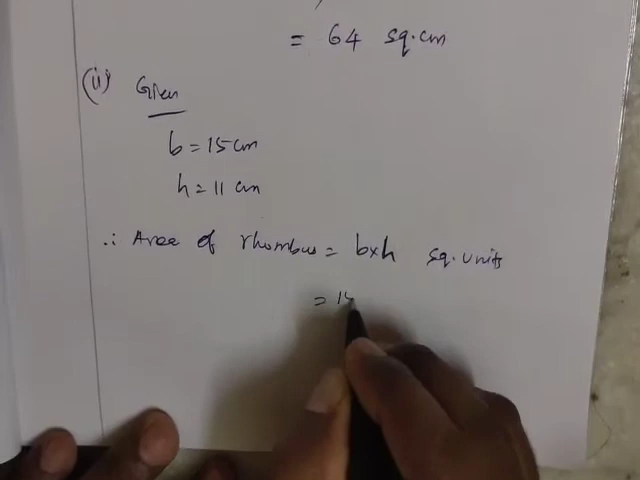 = 64 sq.cm
(ii) Given
b = 15 cm
h = 11 cm
∴ Area of rhombus = b×h sq.units
= 15